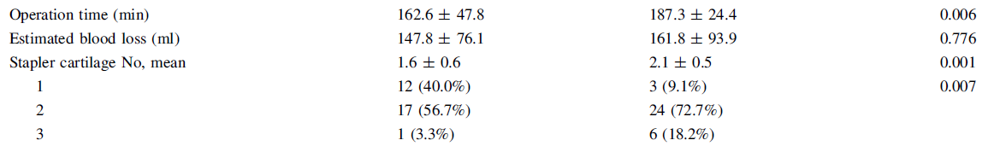 Operation time (min) 162.6 ± 47.8 187.3 ± 24.4 0.006
Estimated blood loss (ml) 147.8 ± 76.1 161.8 ± 93.9 0.776
Stapler cartilage No, mean 1.6 ± 0.6 2.1 ± 0.5 0.001
1 12 (40.0%) 3 (9.1%) 0.007
2 17 (56.7%) 24 (72.7%)
3 1 (3.3%) 6 (18.2%)